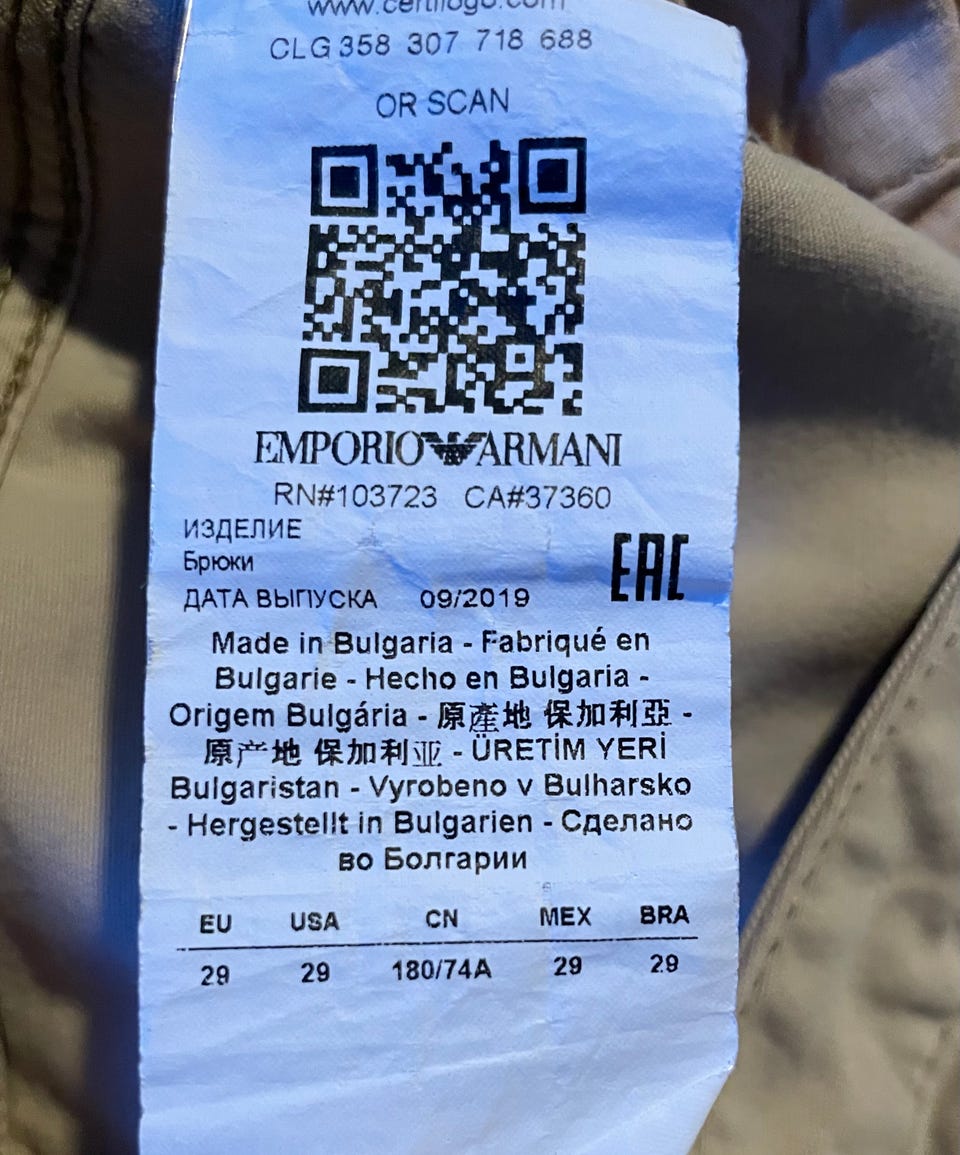 www.certilogo.com
CLG 358 307 718 688
OR SCAN
EMPORIO ARMANI
RN#103723 CA#37360
ИЗДЕЛИЕ
Брюки
EAC
ДАТА ВЫПУСКА 09/2019
Made in Bulgaria - Fabriqué en
Bulgarie - Hecho en Bulgaria -
Origem Bulgária - 原產地 保加利亞 -
原产地 保加利亚 - ÜRETİM YERİ
Bulgaristan - Vyrobeno v Bulharsko
- Hergestellt in Bulgarien - Сделано
во Болгарии
EU USA CN MEX BRA
29 29 180/74A 29 29